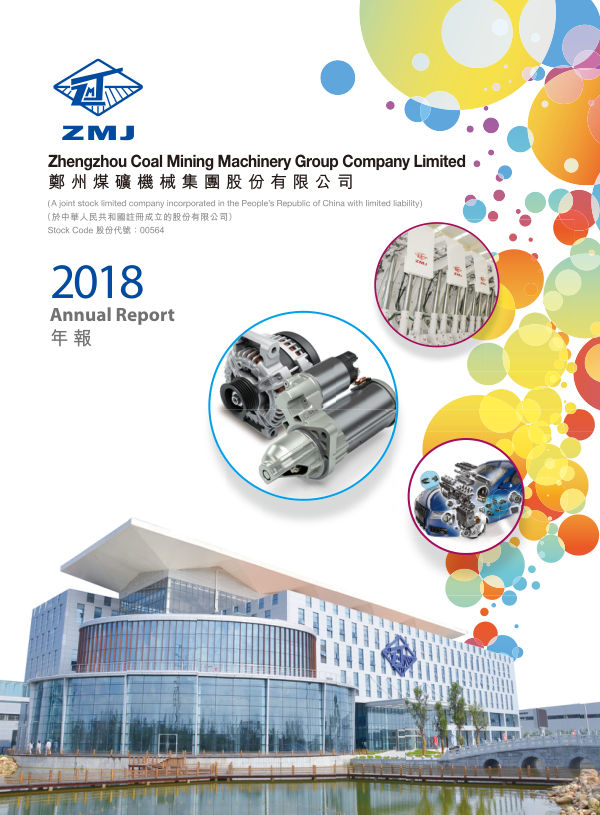 ZMJ
Zhengzhou Coal Mining Machinery Group Company Limited
鄭州煤礦機械集團股份有限公司
(A joint stock limited company incorporated in the People's Republic of China with limited liability)
(於中華人民共和國註冊成立的股份有限公司)
Stock Code 股份代號：00564
2018
Annual Report
年報
ZMJ
ZMJ
ZMJ